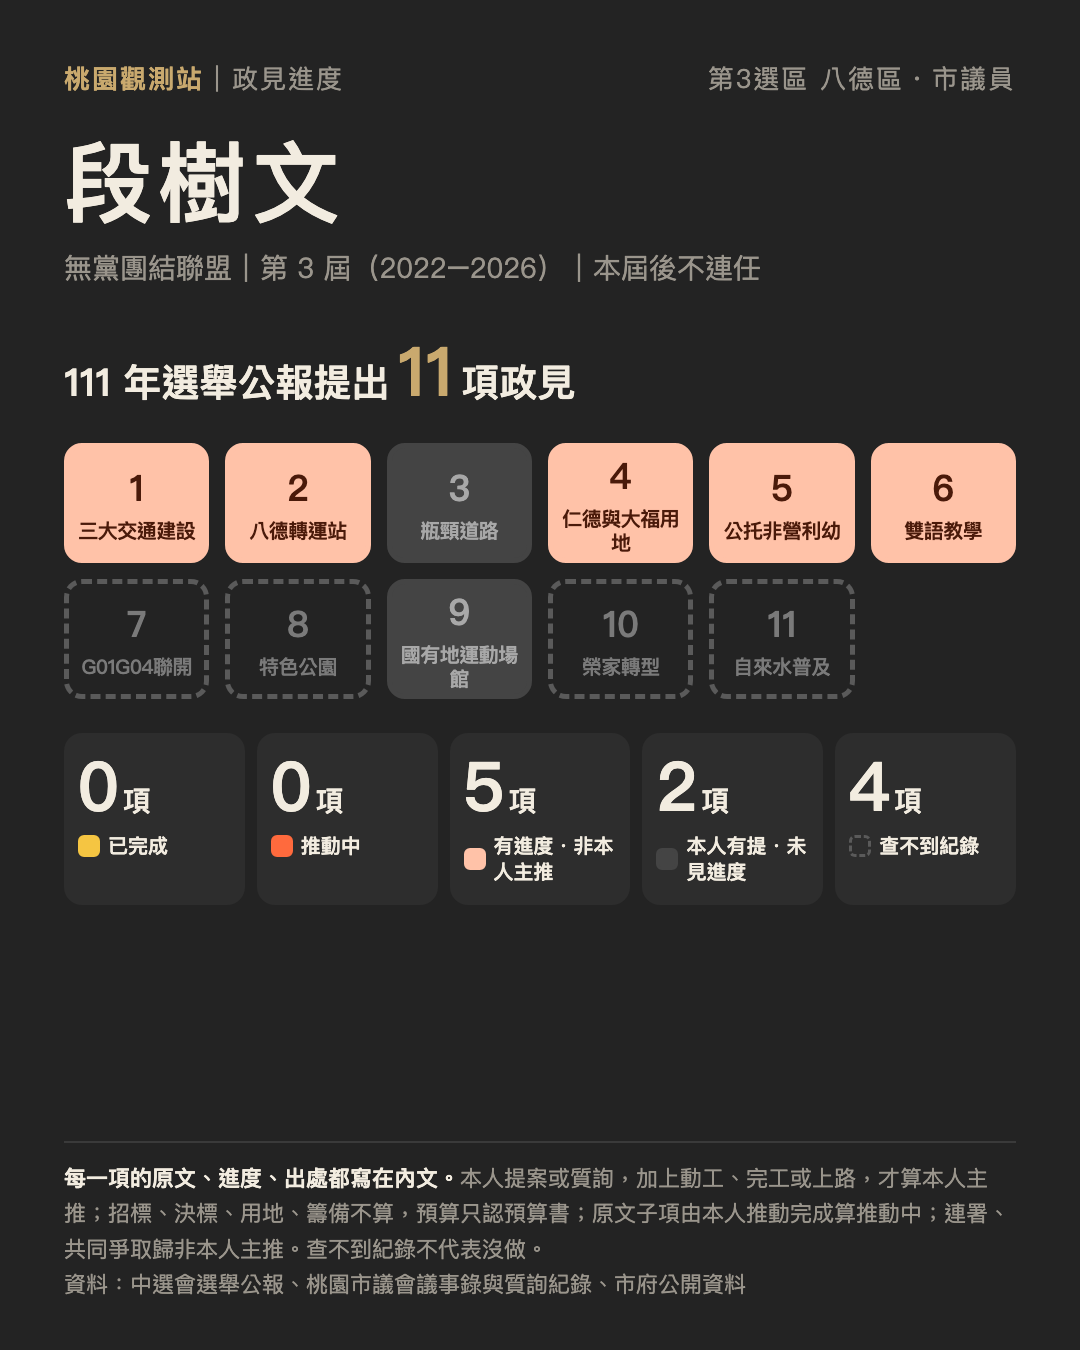 桃園觀測站｜政見進度
第3選區 八德區・市議員
段樹文
無黨團結聯盟｜第 3 屆（2022–2026）｜本屆後不連任
111 年選舉公報提出 11 項政見
1
三大交通建設
2
八德轉運站
3
瓶頸道路
4
仁德與大福用
地
5
公托非營利幼
6
雙語教學
7
G01G04聯開
8
特色公園
9
國有地運動場
館
10
榮家轉型
11
自來水普及
0項
已完成
0項
推動中
5項
有進度・非本
人主推
2項
本人有提・未
見進度
4項
查不到紀錄
每一項的原文、進度、出處都寫在內文。本人提案或質詢，加上動工、完工或上路，才算本人主
推；招標、決標、用地、籌備不算，預算只認預算書；原文子項由本人推動完成算推動中；連署、
共同爭取歸非本人主推。查不到紀錄不代表沒做。
資料：中選會選舉公報、桃園市議會議事錄與質詢紀錄、市府公開資料